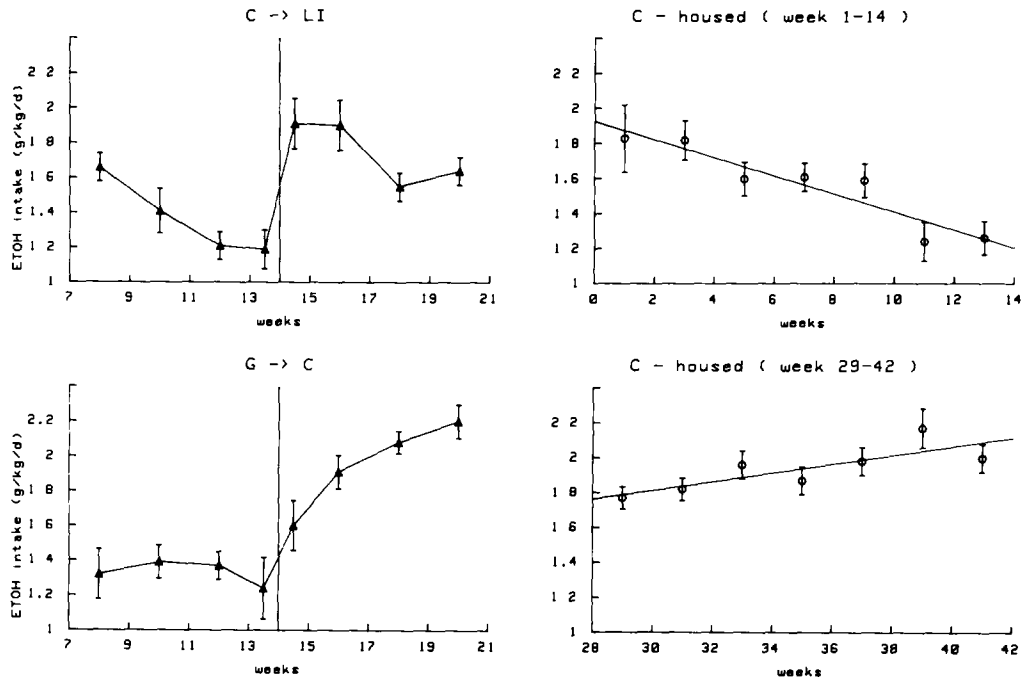 C -> LI
ETOH intake (g/kg/d)
2 2
2
1 8
1.6
1.4
1 2
1
7 9 11 13 15 17 19 21
weeks
C - housed ( week 1-14 )
2 2
2
1 8
1.6
1 4
1 2
1
0 2 4 6 8 10 12 14
weeks
G -> C
ETOH intake (g/kg/d)
2.2
2
1 8
1 6
1.4
1.2
1
7 9 11 13 15 17 19 21
weeks
C - housed ( week 29-42 )
2 2
2
1 8
1 6
1 4
1 2
1
28 30 32 34 36 38 40 42
weeks